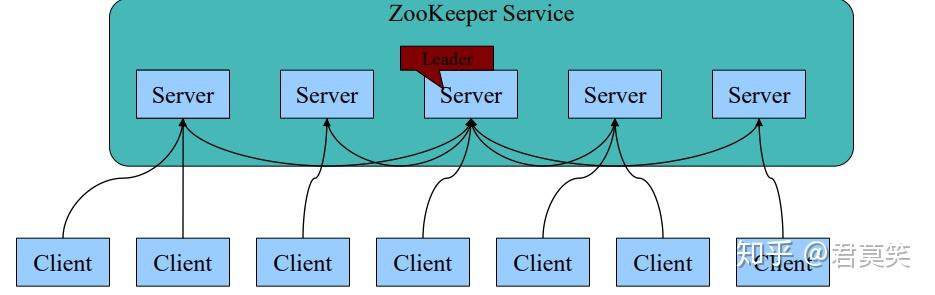 ZooKeeper Service
Leader
Server Server Server Server Server
Client Client Client Client Client Client Client
知乎 @君莫笑